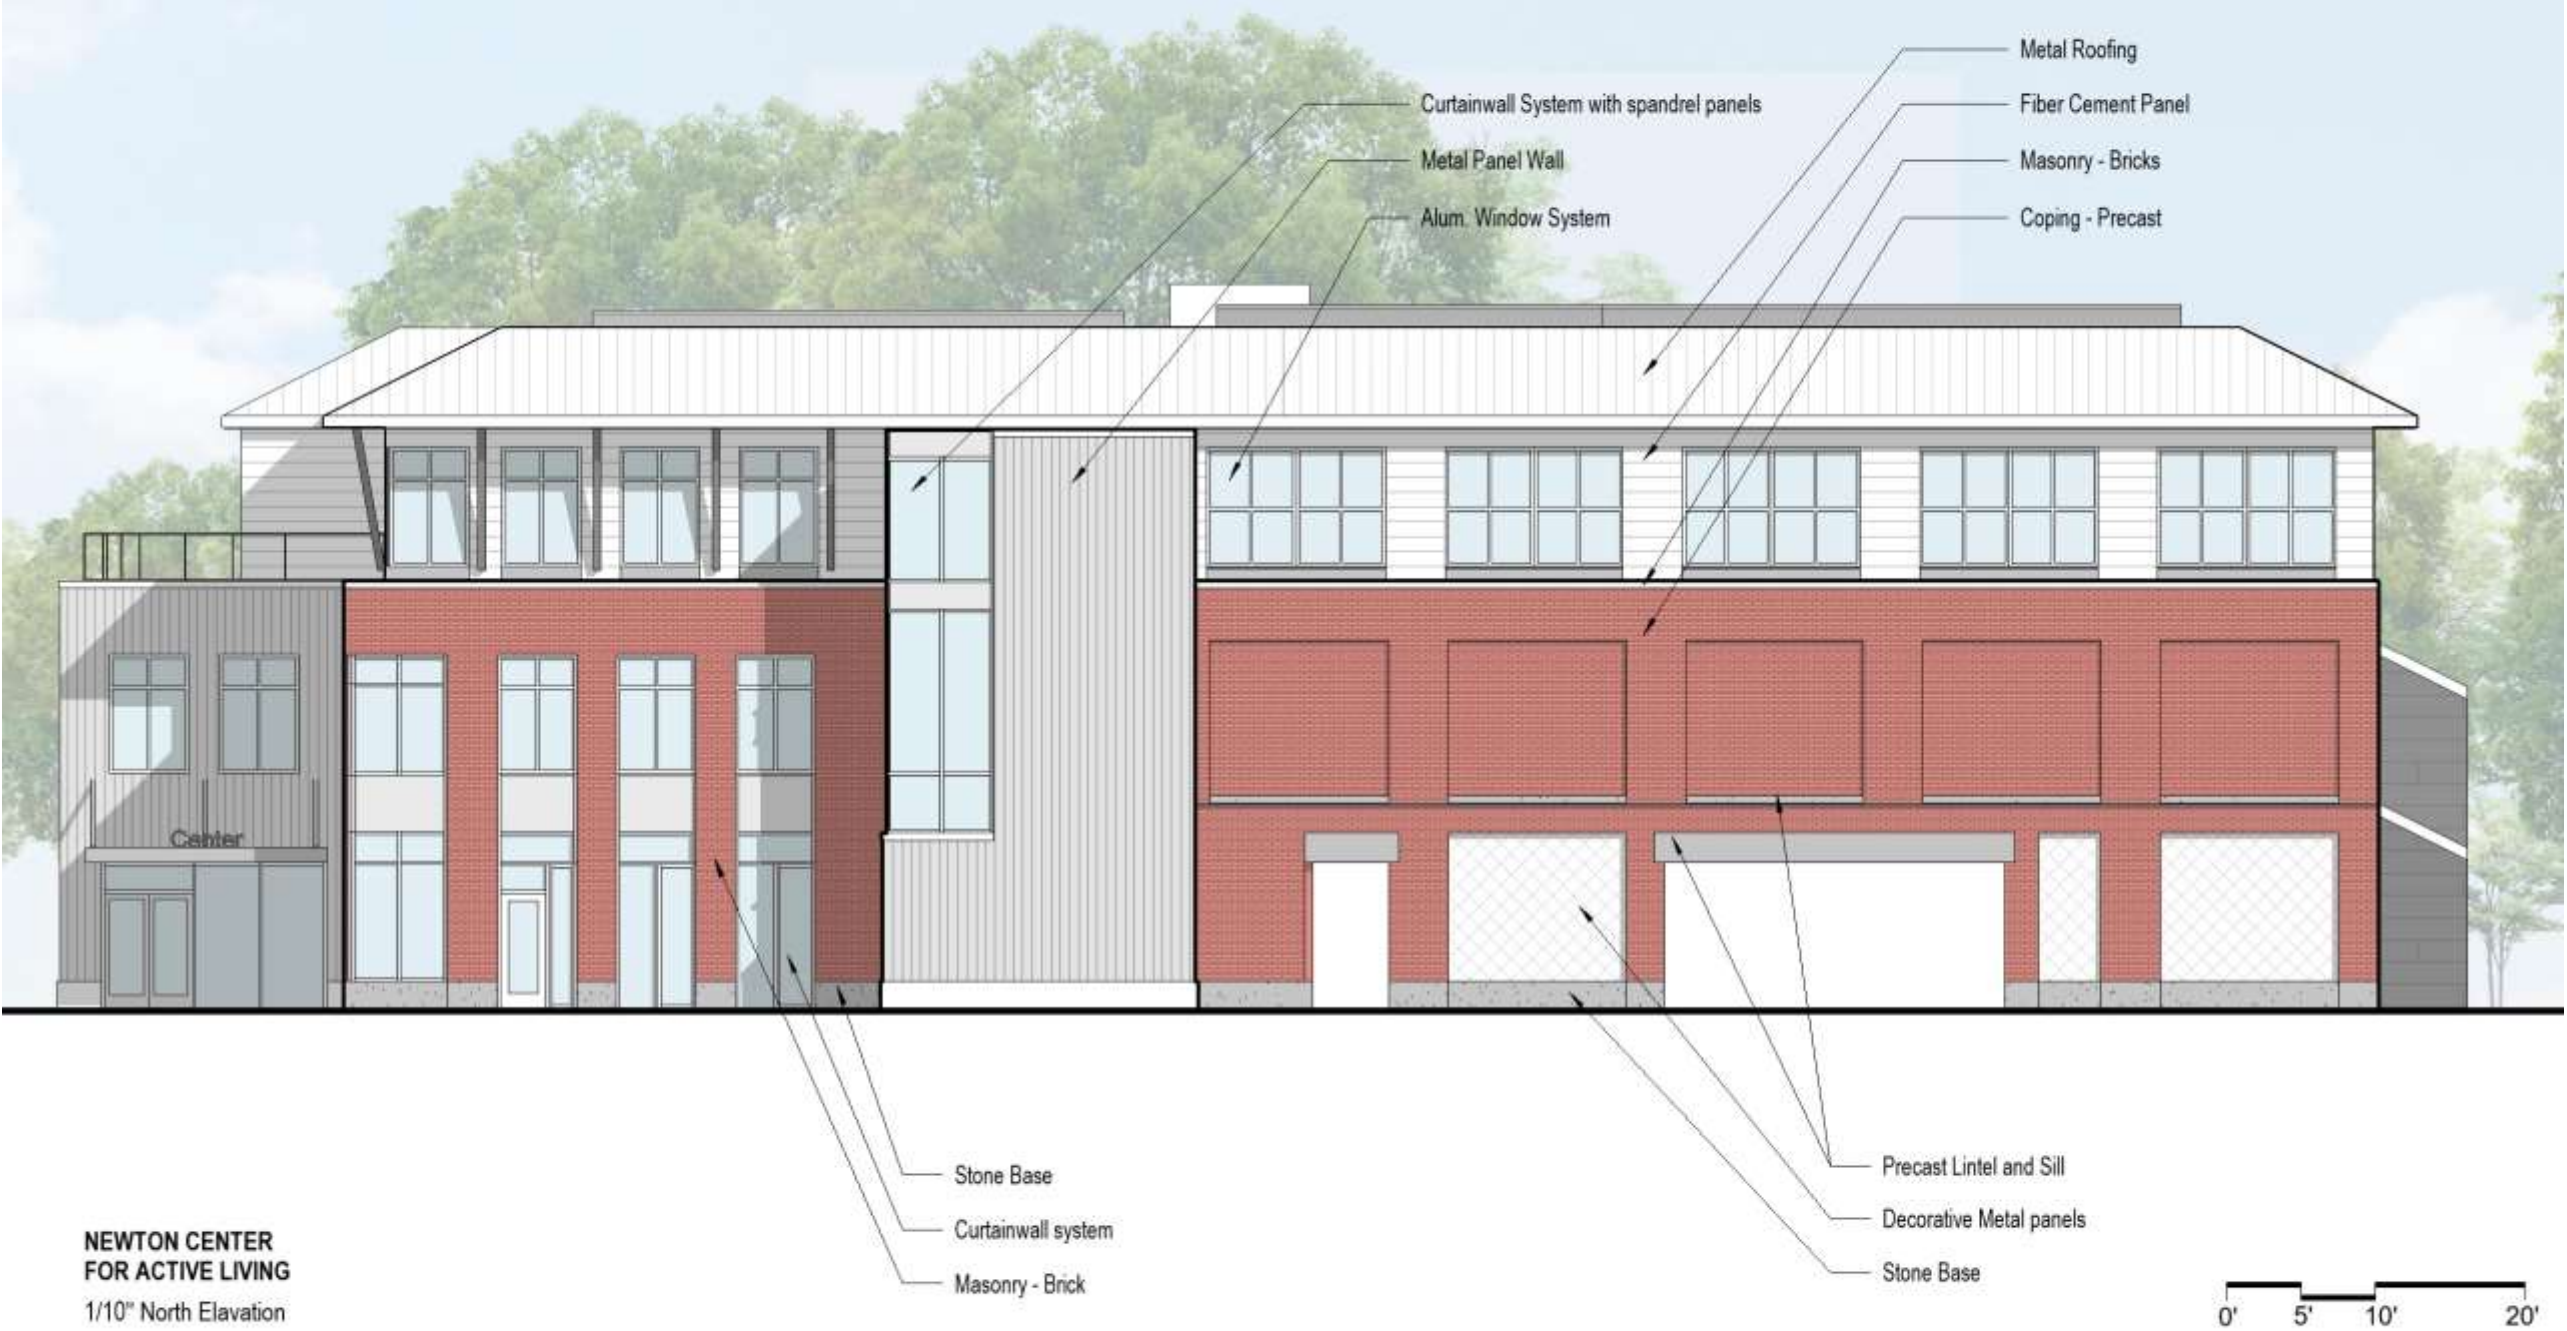 Metal Roofing
Curtainwall System with spandrel panels
Fiber Cement Panel
Metal Panel Wall
Masonry - Bricks
Alum. Window System
Coping - Precast
Center
Stone Base
Curtainwall system
Masonry - Brick
Precast Lintel and Sill
Decorative Metal panels
Stone Base
NEWTON CENTER
FOR ACTIVE LIVING
1/10" North Elavation
0' 5' 10' 20'